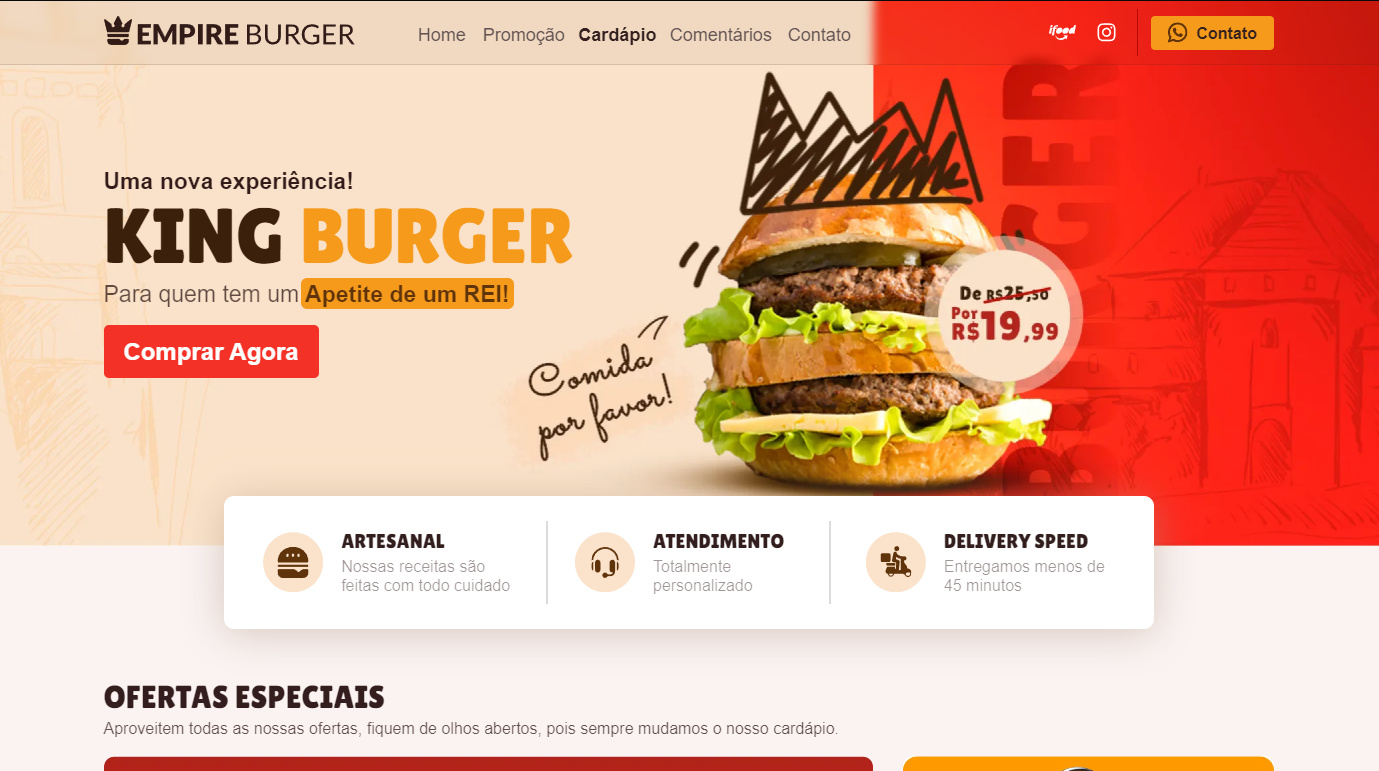 EMPIRE BURGER
Home Promoção Cardápio Comentários Contato
ifood
Contato
Uma nova experiência!
KING BURGER
Para quem tem um Apetite de um REI!
Comprar Agora
Comida
por favor!
BURGER
De R$25,50
Por
R$19,99
ARTESANAL
Nossas receitas são
feitas com todo cuidado
ATENDIMENTO
Totalmente
personalizado
DELIVERY SPEED
Entregamos menos de
45 minutos
OFERTAS ESPECIAIS
Aproveitem todas as nossas ofertas, fiquem de olhos abertos, pois sempre mudamos o nosso cardápio.